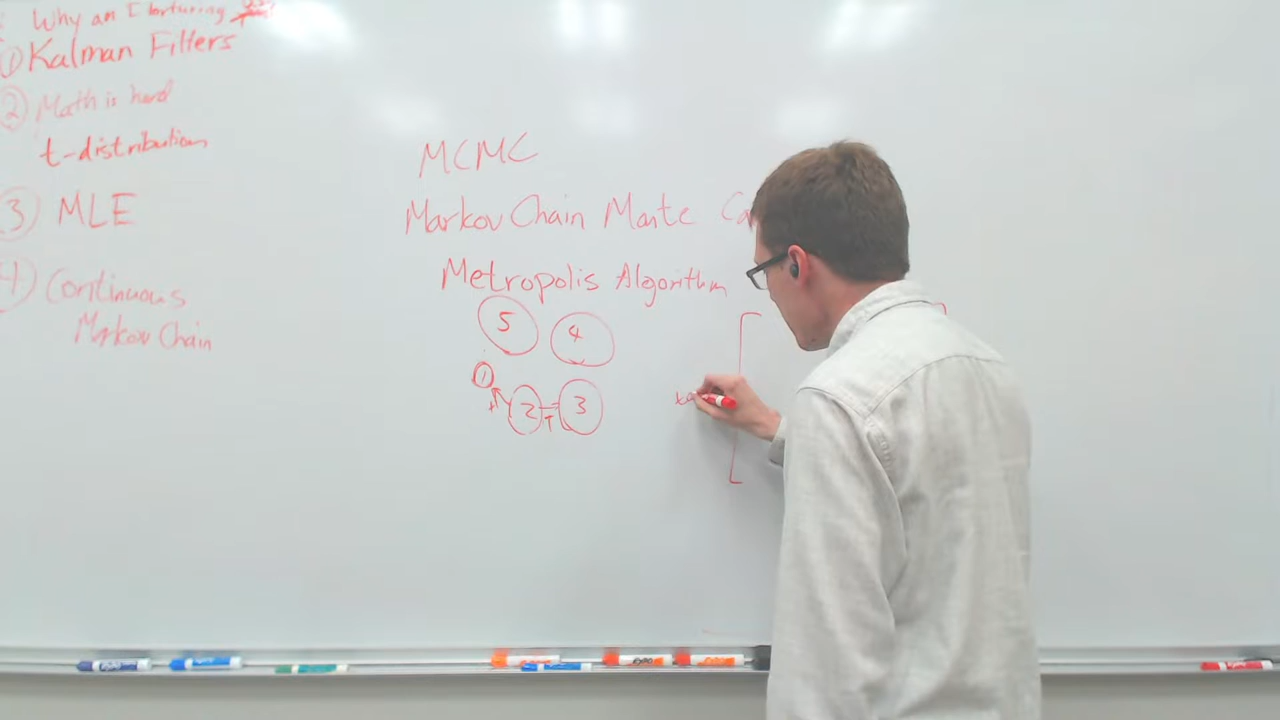 Why an I torturing
① Kalman Filters
② Math is hard
t-distribution
③ MLE
④ Continuous
Markov Chain
MCMC
Markov Chain Monte Ca
Metropolis Algorithm
5 4
1
2 3
T